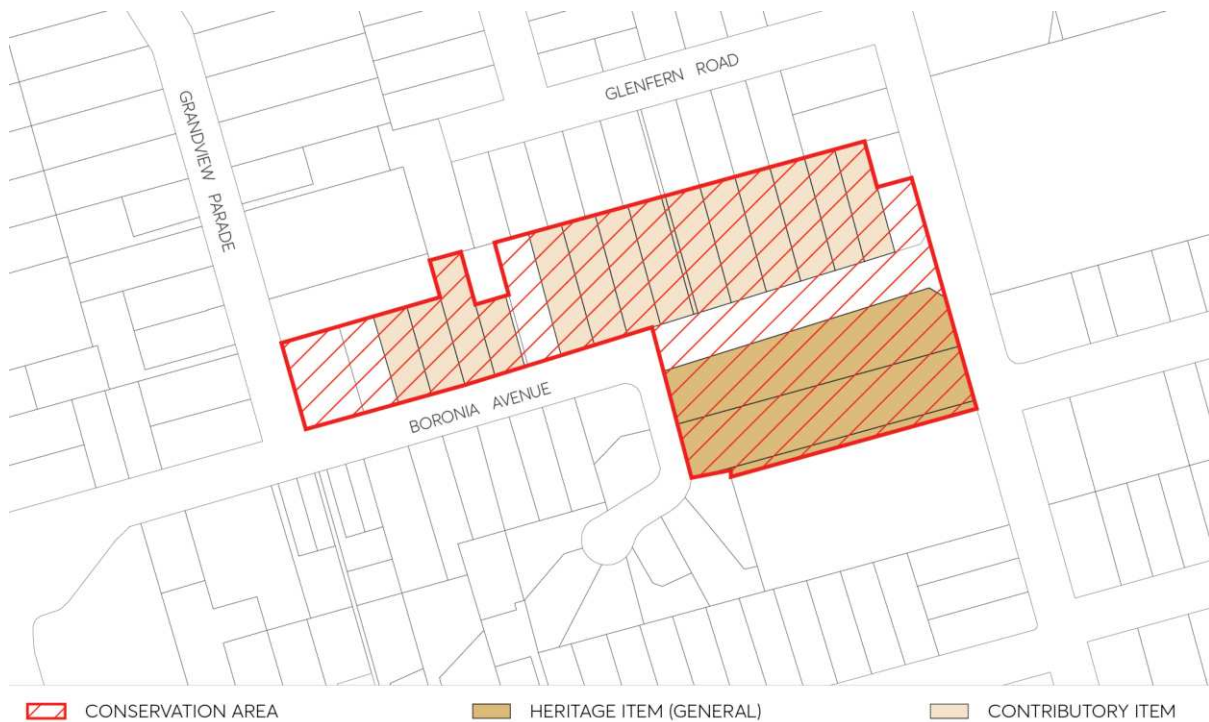 GLENFERN ROAD
GRANDVIEW PARADE
BORONIA AVENUE
CONSERVATION AREA
HERITAGE ITEM (GENERAL)
CONTRIBUTORY ITEM